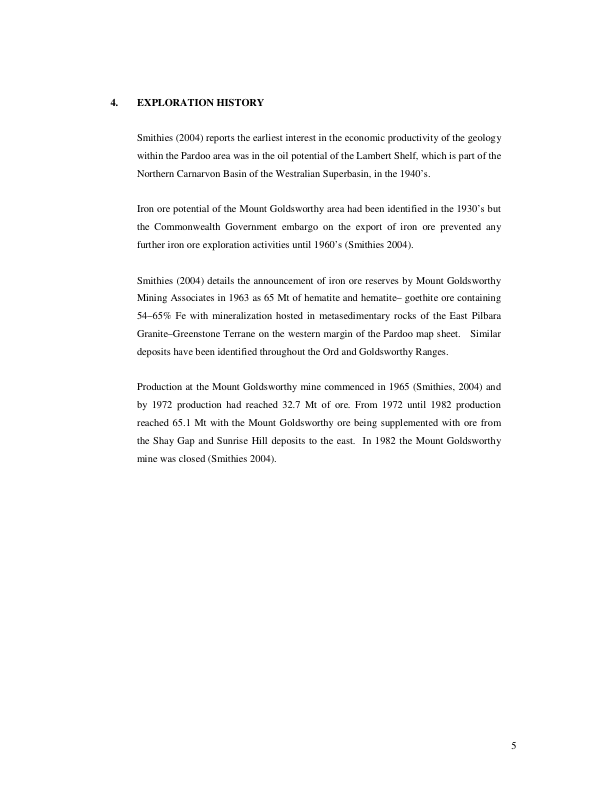 4. EXPLORATION HISTORY
Smithies (2004) reports the earliest interest in the economic productivity of the geology
within the Pardoo area was in the oil potential of the Lambert Shelf, which is part of the
Northern Carnarvon Basin of the Westralian Superbasin, in the 1940’s.
Iron ore potential of the Mount Goldsworthy area had been identified in the 1930’s but
the Commonwealth Government embargo on the export of iron ore prevented any
further iron ore exploration activities until 1960’s (Smithies 2004).
Smithies (2004) details the announcement of iron ore reserves by Mount Goldsworthy
Mining Associates in 1963 as 65 Mt of hematite and hematite– goethite ore containing
54–65% Fe with mineralization hosted in metasedimentary rocks of the East Pilbara
Granite–Greenstone Terrane on the western margin of the Pardoo map sheet. Similar
deposits have been identified throughout the Ord and Goldsworthy Ranges.
Production at the Mount Goldsworthy mine commenced in 1965 (Smithies, 2004) and
by 1972 production had reached 32.7 Mt of ore. From 1972 until 1982 production
reached 65.1 Mt with the Mount Goldsworthy ore being supplemented with ore from
the Shay Gap and Sunrise Hill deposits to the east. In 1982 the Mount Goldsworthy
mine was closed (Smithies 2004).
5